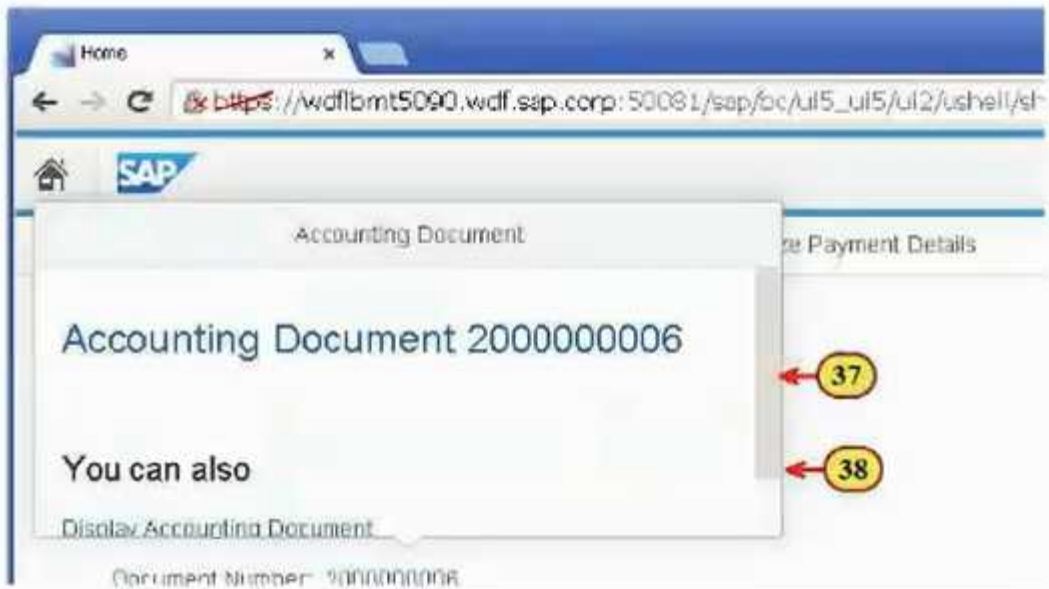 Home ×
https://wdflbmt5090.wdf.sap.corp:50081/sap/bc/ui5_ui5/ui2/ushell/sh
SAP
Accounting Document
ze Payment Details
Accounting Document 2000000006
37
You can also
38
Display Accounting Document
Document Number: 2000000006